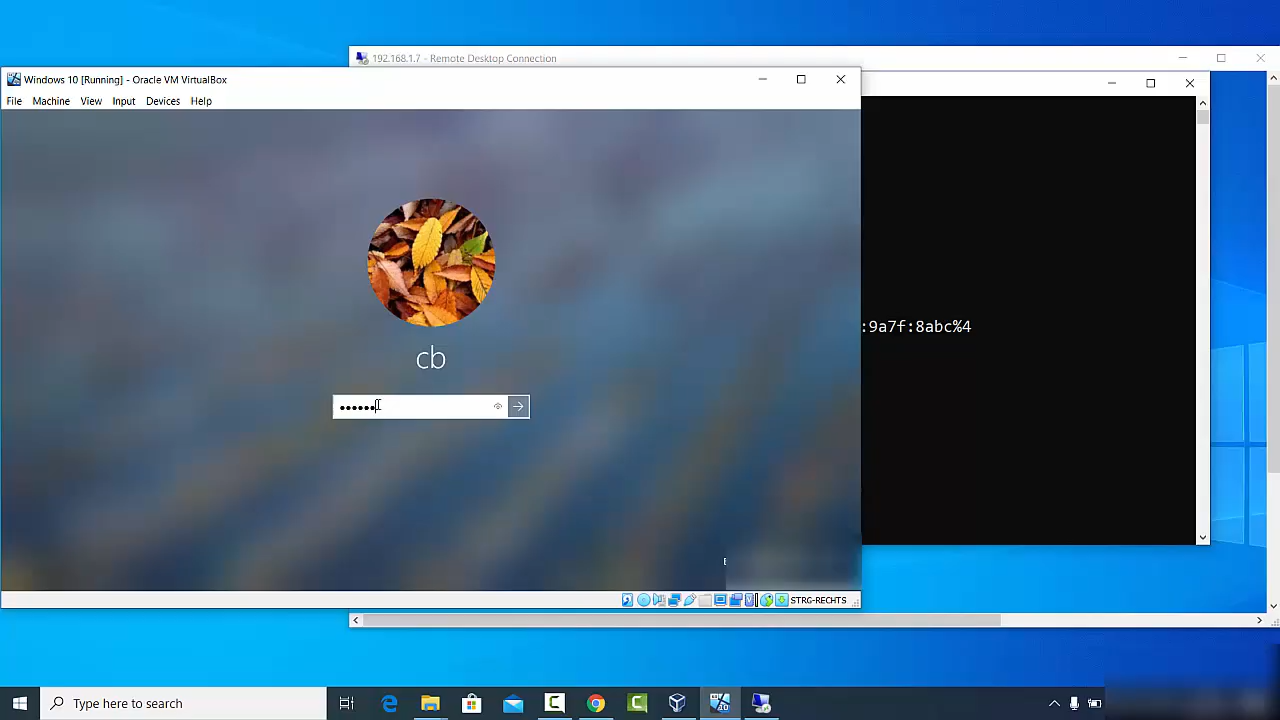 192.168.1.7 - Remote Desktop Connection
Windows 10 [Running] - Oracle VM VirtualBox
File Machine View Input Devices Help
:9a7f:8abc%4
cb
••••••
STRG-RECHTS
Type here to search